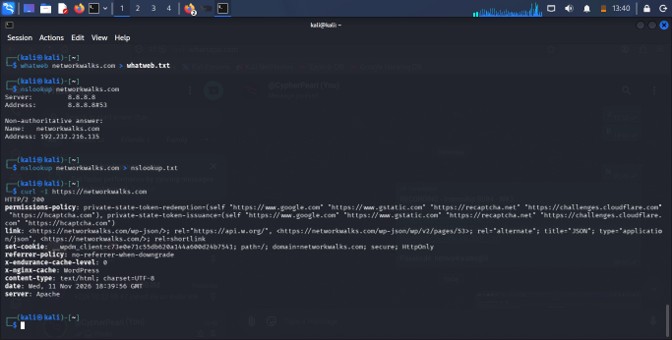 1 2 3 4
13:40
kali@kali: ~
Session Actions Edit View Help
┌──(kali㉿kali)-[~]
└─$ whatweb networkwalks.com > whatweb.txt
┌──(kali㉿kali)-[~]
└─$ nslookup networkwalks.com
Server: 8.8.8.8
Address: 8.8.8.8#53
Non-authoritative answer:
Name: networkwalks.com
Address: 192.232.216.135
┌──(kali㉿kali)-[~]
└─$ nslookup networkwalks.com > nslookup.txt
┌──(kali㉿kali)-[~]
└─$ curl -I https://networkwalks.com
HTTP/2 200
permissions-policy: private-state-token-redemption=(self "https://www.google.com" "https://www.gstatic.com" "https://recaptcha.net" "https://challenges.cloudflare.com"
"https://hcaptcha.com"), private-state-token-issuance=(self "https://www.google.com" "https://www.gstatic.com" "https://recaptcha.net" "https://challenges.cloudflare.
com" "https://hcaptcha.com")
link: <https://networkwalks.com/wp-json/>; rel="https://api.w.org/", <https://networkwalks.com/wp-json/wp/v2/pages/53>; rel="alternate"; title="JSON"; type="applicatio
n/json", <https://networkwalks.com/>; rel=shortlink
path=/; domain=networkwalks.com; secure; HttpOnly
referrer-policy: no-referrer-when-downgrade
x-endurance-cache-level: 0
x-nginx-cache: WordPress
content-type: text/html; charset=UTF-8
date: Wed, 11 Nov 2026 18:39:56 GMT
server: Apache
┌──(kali㉿kali)-[~]
└─$